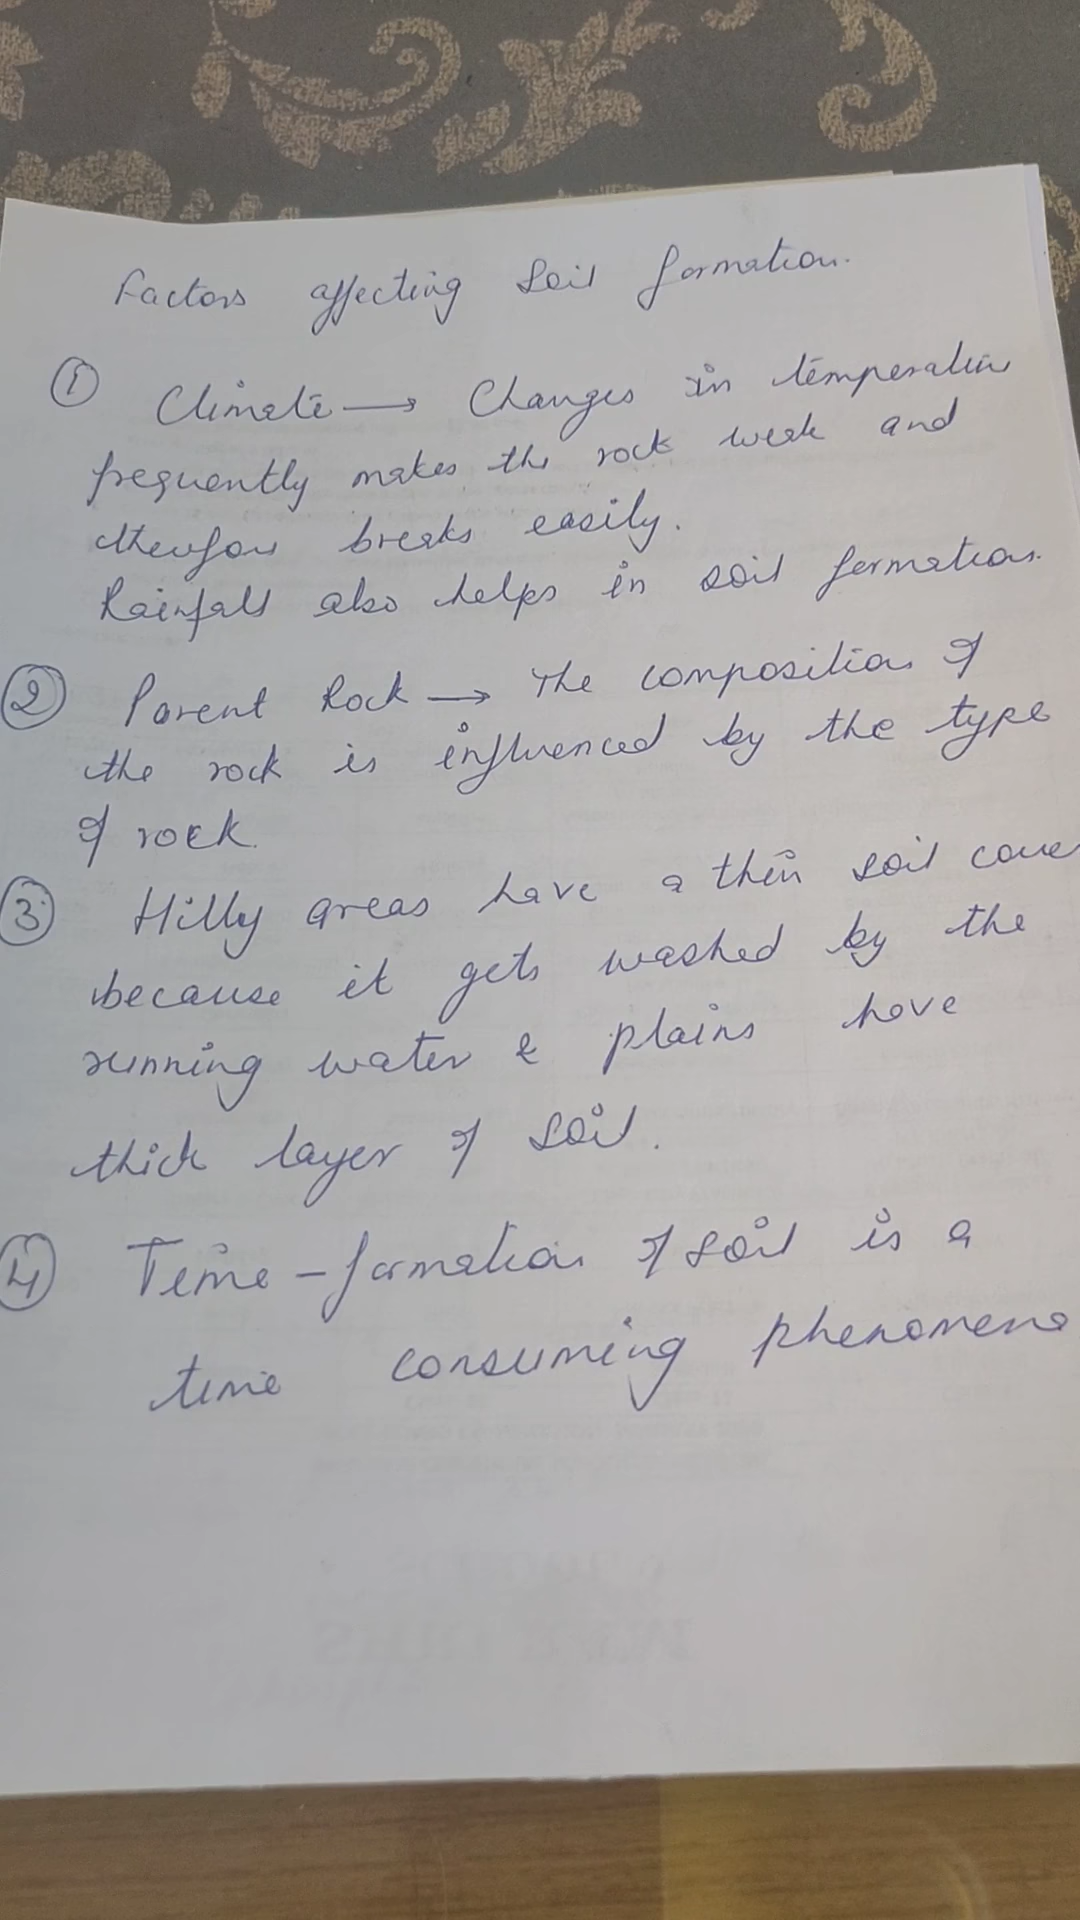 Factors affecting Soil formation.
① Climate → Changes in temperature
frequently makes the rock weak and
therefore breaks easily.
Rainfall also helps in soil formation.
② Parent Rock → The composition of
the rock is influenced by the type
of rock.
③ Hilly areas have a thin soil cover
because it gets washed by the
running water & plains have
thick layer of soil.
④ Time - formation of soil is a
time consuming phenomena